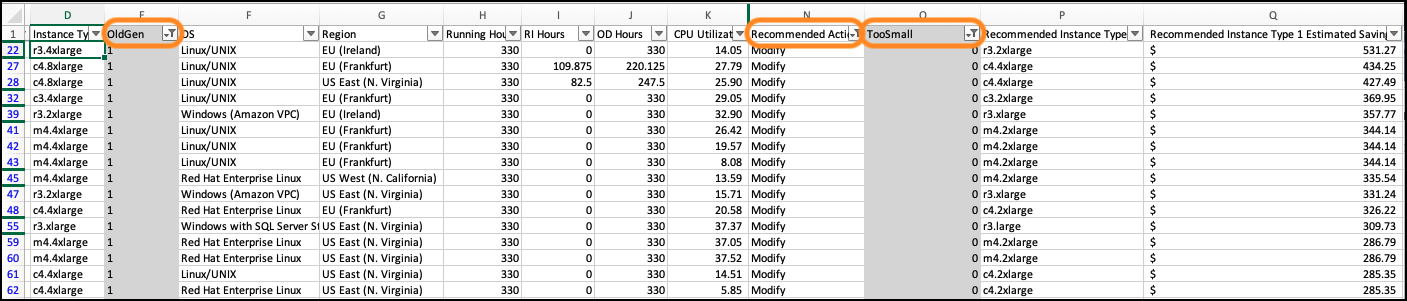 D E F G H I J K N O P Q
1 Instance Ty OldGen OS Region Running Hou RI Hours OD Hours CPU Utilizat Recommended Acti TooSmall Recommended Instance Type Recommended Instance Type 1 Estimated Saving
22 r3.4xlarge 1 Linux/UNIX EU (Ireland) 330 0 330 14.05 Modify 0 r3.2xlarge $ 531.27
27 c4.8xlarge 1 Linux/UNIX EU (Frankfurt) 330 109.875 220.125 27.79 Modify 0 c4.4xlarge $ 434.25
28 c4.8xlarge 1 Linux/UNIX US East (N. Virginia) 330 82.5 247.5 25.90 Modify 0 c4.4xlarge $ 427.49
32 c3.4xlarge 1 Linux/UNIX EU (Frankfurt) 330 0 330 29.05 Modify 0 c3.2xlarge $ 369.95
39 r3.2xlarge 1 Windows (Amazon VPC) EU (Ireland) 330 0 330 32.90 Modify 0 r3.xlarge $ 357.77
41 m4.4xlarge 1 Linux/UNIX EU (Frankfurt) 330 0 330 26.42 Modify 0 m4.2xlarge $ 344.14
42 m4.4xlarge 1 Linux/UNIX EU (Frankfurt) 330 0 330 19.57 Modify 0 m4.2xlarge $ 344.14
43 m4.4xlarge 1 Linux/UNIX EU (Frankfurt) 330 0 330 8.08 Modify 0 m4.2xlarge $ 344.14
45 m4.4xlarge 1 Red Hat Enterprise Linux US West (N. California) 330 0 330 13.59 Modify 0 m4.2xlarge $ 335.54
47 r3.2xlarge 1 Windows (Amazon VPC) US East (N. Virginia) 330 0 330 15.71 Modify 0 r3.xlarge $ 331.24
48 c4.4xlarge 1 Red Hat Enterprise Linux EU (Frankfurt) 330 0 330 20.58 Modify 0 c4.2xlarge $ 326.22
55 r3.xlarge 1 Windows with SQL Server St US East (N. Virginia) 330 0 330 37.37 Modify 0 r3.large $ 309.73
59 m4.4xlarge 1 Red Hat Enterprise Linux US East (N. Virginia) 330 0 330 37.05 Modify 0 m4.2xlarge $ 286.79
60 m4.4xlarge 1 Red Hat Enterprise Linux US East (N. Virginia) 330 0 330 37.52 Modify 0 m4.2xlarge $ 286.79
61 c4.4xlarge 1 Linux/UNIX US East (N. Virginia) 330 0 330 14.51 Modify 0 c4.2xlarge $ 285.35
62 c4.4xlarge 1 Red Hat Enterprise Linux US East (N. Virginia) 330 0 330 5.85 Modify 0 c4.2xlarge $ 285.35